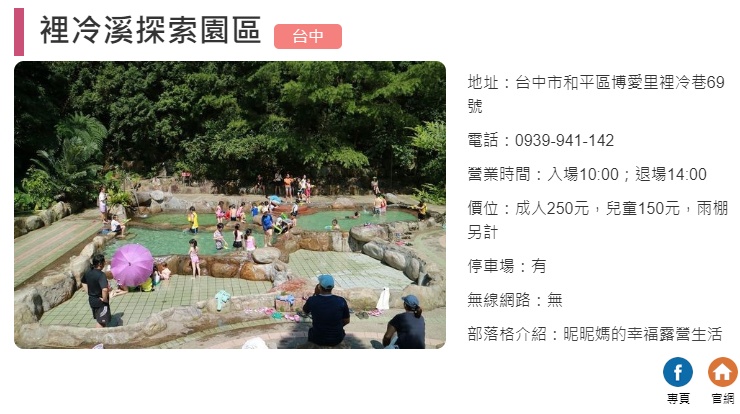 裡冷溪探索園區
台中
地址：台中市和平區博愛里裡冷巷69
號
電話：0939-941-142
營業時間：入場10:00；退場14:00
價位：成人250元，兒童150元，雨棚
另計
停車場：有
無線網路：無
部落格介紹：昵昵媽的幸福露營生活
專頁
官網